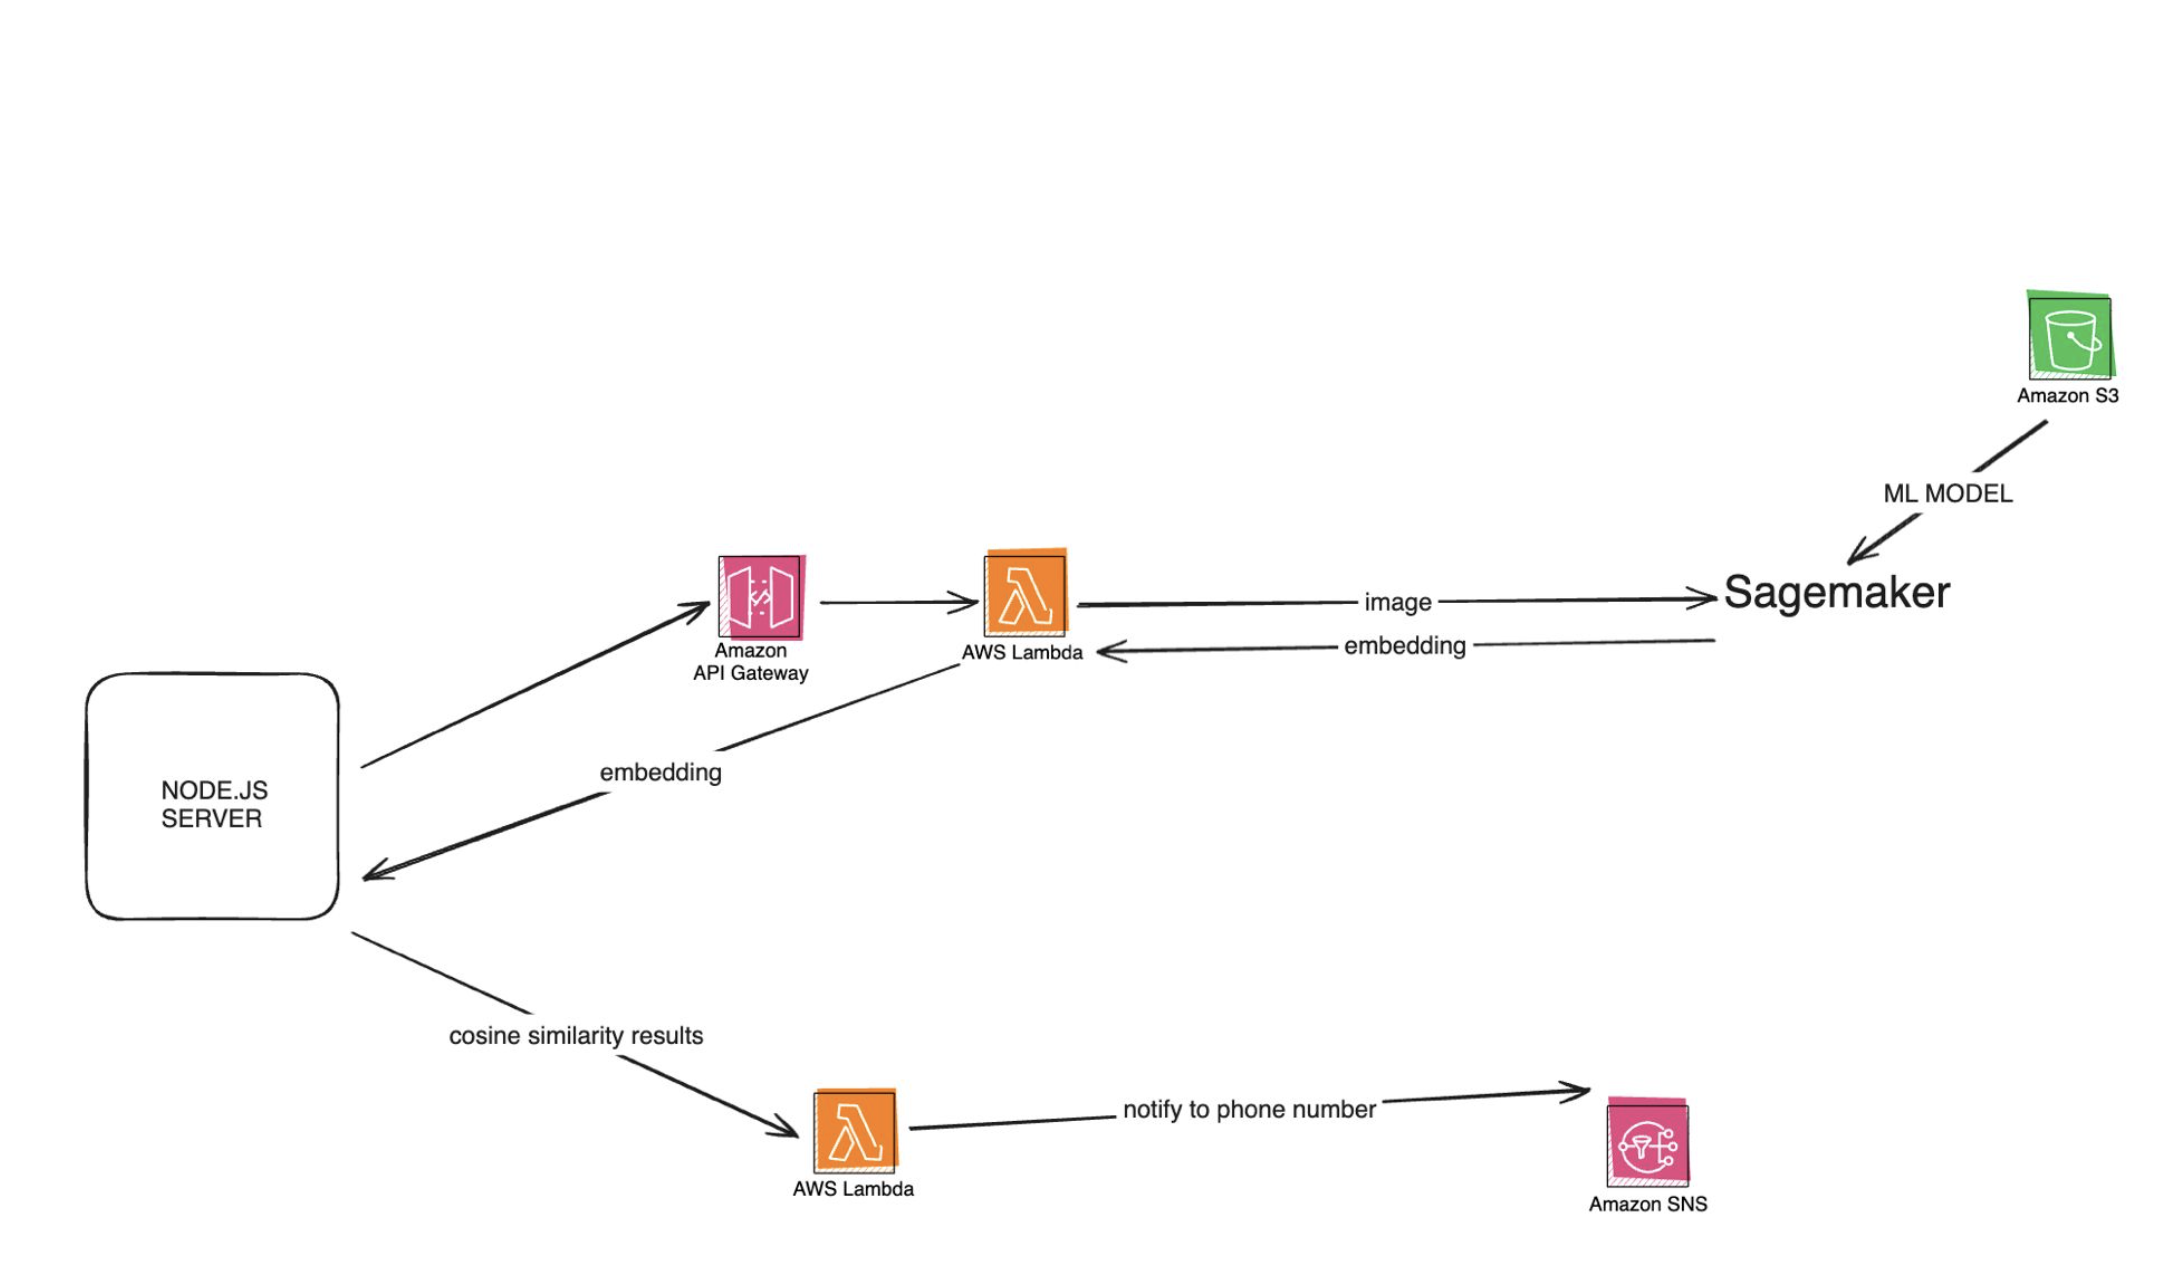 Amazon S3
ML MODEL
Sagemaker
image
embedding
Amazon
API Gateway
AWS Lambda
embedding
NODE.JS
SERVER
cosine similarity results
AWS Lambda
notify to phone number
Amazon SNS